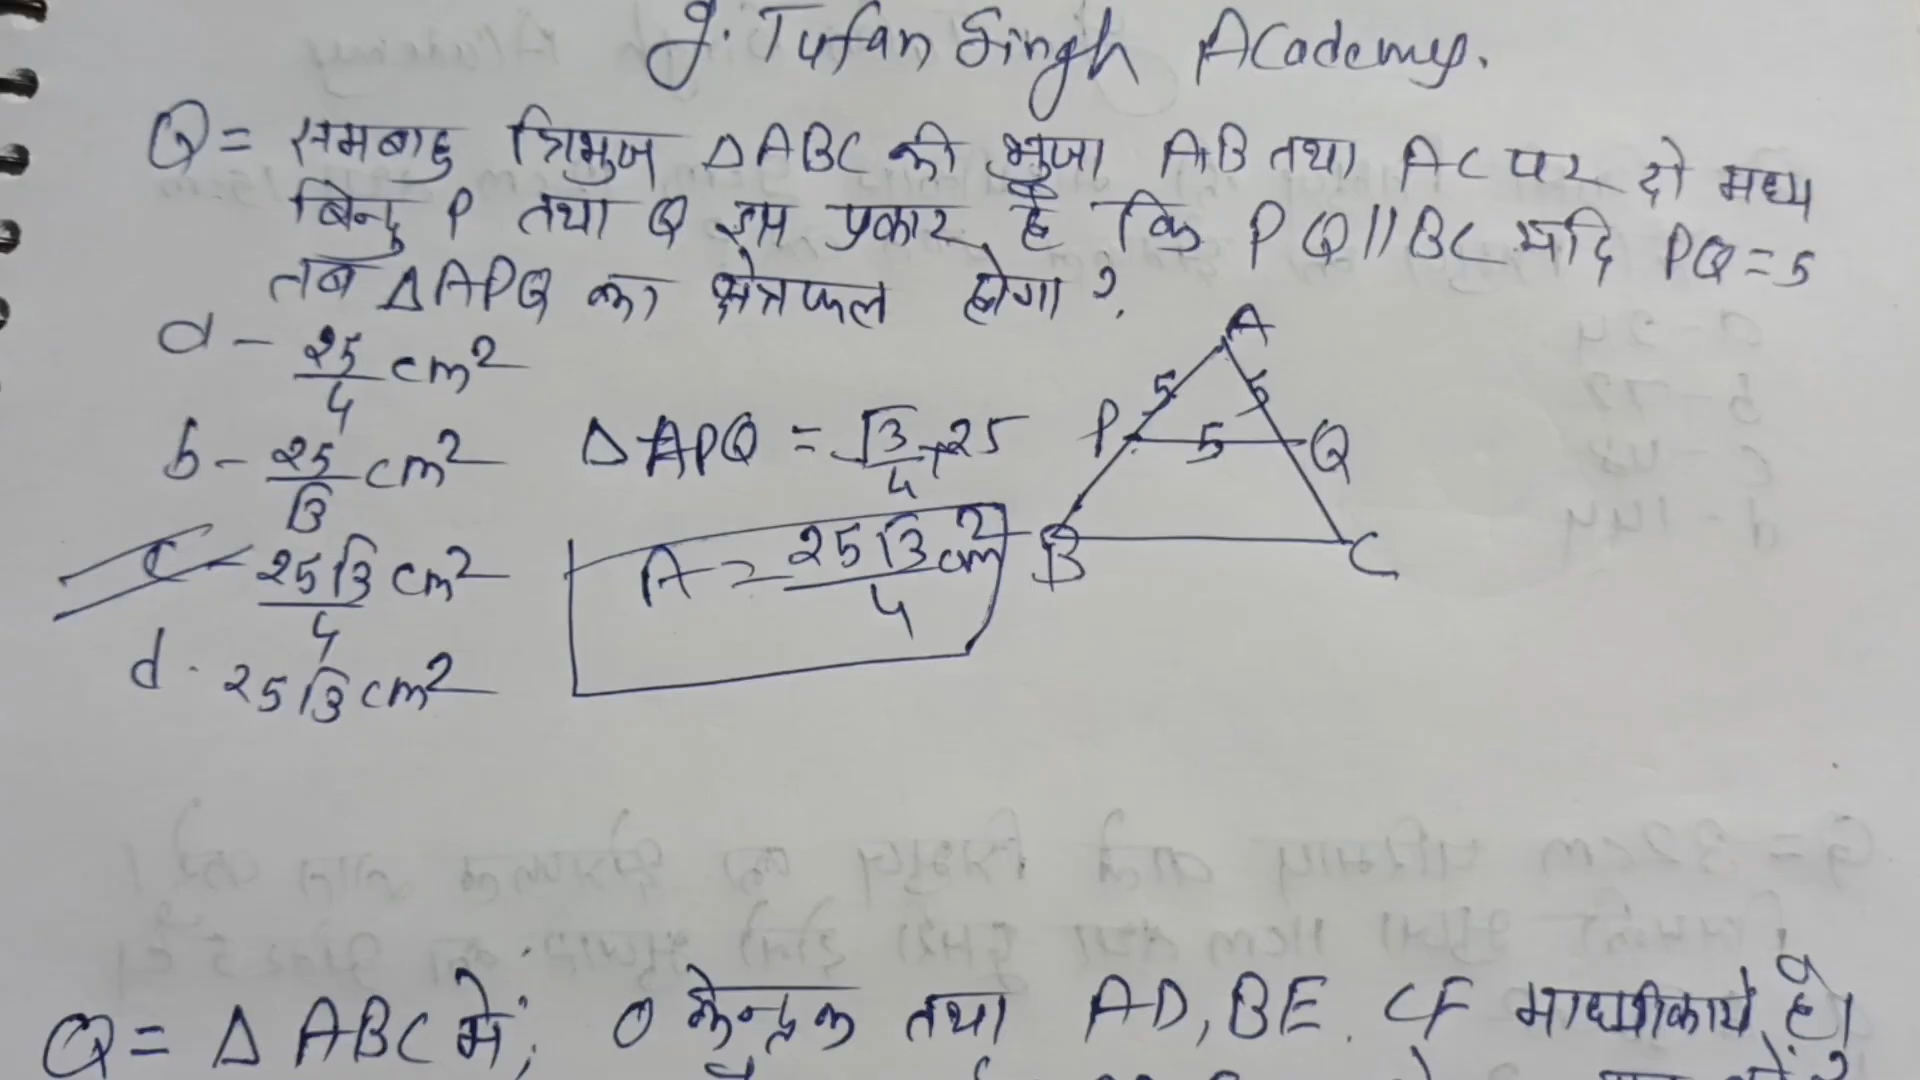 J. Tufan Singh Academy.
Q = समबाहु त्रिभुज △ABC की भुजा AB तथा AC पर दो मध्य
बिन्दु P तथा Q इस प्रकार है कि PQ//BC यदि PQ = 5
तब △APQ का क्षेत्रफल होगा ?
a - 25/4 cm²
b - 25/√3 cm²
c - 25√3/4 cm²
d - 25√3 cm²
△APQ = √3/4 × 25
A = 25√3/4 cm²
A
5 5
P 5 Q
B C
Q = △ ABC में; O केन्द्रक तथा AD, BE, CF माध्यिकायें है।